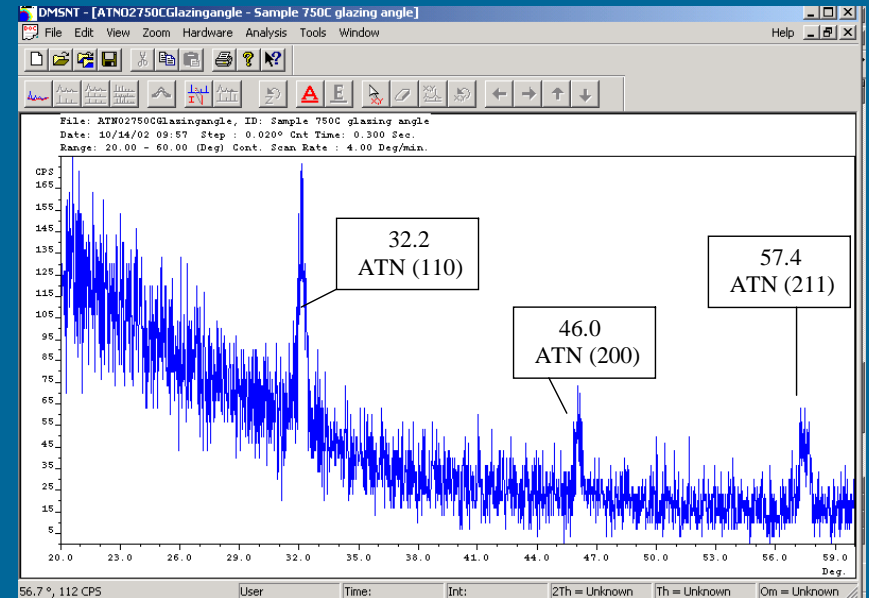 DMSNT - [ATNO2750CGlazingangle - Sample 750C glazing angle]
File Edit View Zoom Hardware Analysis Tools Window Help
File: ATNO2750CGlazingangle, ID: Sample 750C glazing angle
Date: 10/14/02 09:57 Step : 0.020° Cnt Time: 0.300 Sec.
Range: 20.00 - 60.00 (Deg) Cont. Scan Rate : 4.00 Deg/min.
CPS
165
155
145
135
125
115
105
95
85
75
65
55
45
35
25
15
5
32.2
ATN (110)
46.0
ATN (200)
57.4
ATN (211)
20.0 23.0 26.0 29.0 32.0 35.0 38.0 41.0 44.0 47.0 50.0 53.0 56.0 59.0
Deg.
56.7 °, 112 CPS User Time: Int: 2Th = Unknown Th = Unknown Om = Unknown